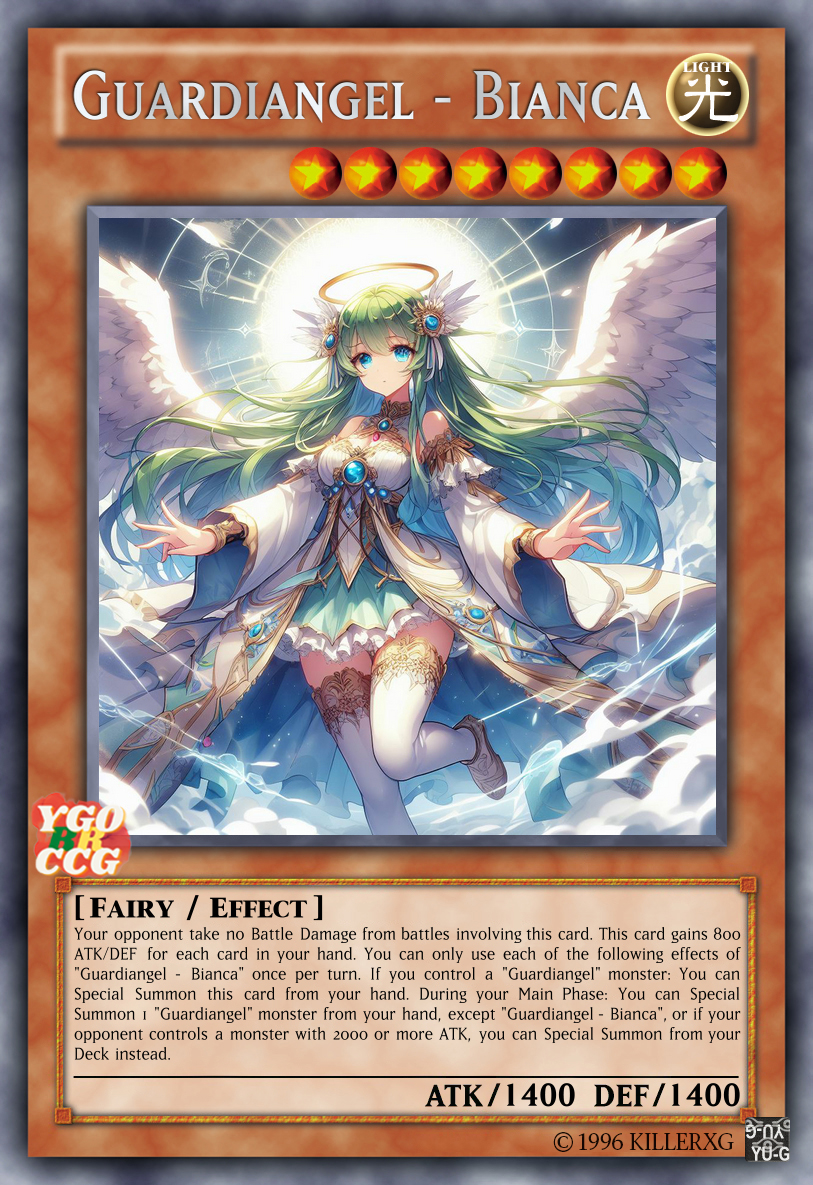 Guardiangel - Bianca
LIGHT
光
YGO
RR
CCG
[ Fairy / Effect ]
Your opponent take no Battle Damage from battles involving this card. This card gains 800
ATK/DEF for each card in your hand. You can only use each of the following effects of
"Guardiangel - Bianca" once per turn. If you control a "Guardiangel" monster: You can
Special Summon this card from your hand. During your Main Phase: You can Special
Summon 1 "Guardiangel" monster from your hand, except "Guardiangel - Bianca", or if your
opponent controls a monster with 2000 or more ATK, you can Special Summon from your
Deck instead.
ATK/1400 DEF/1400
© 1996 KILLERXG
YU-G
YU-G